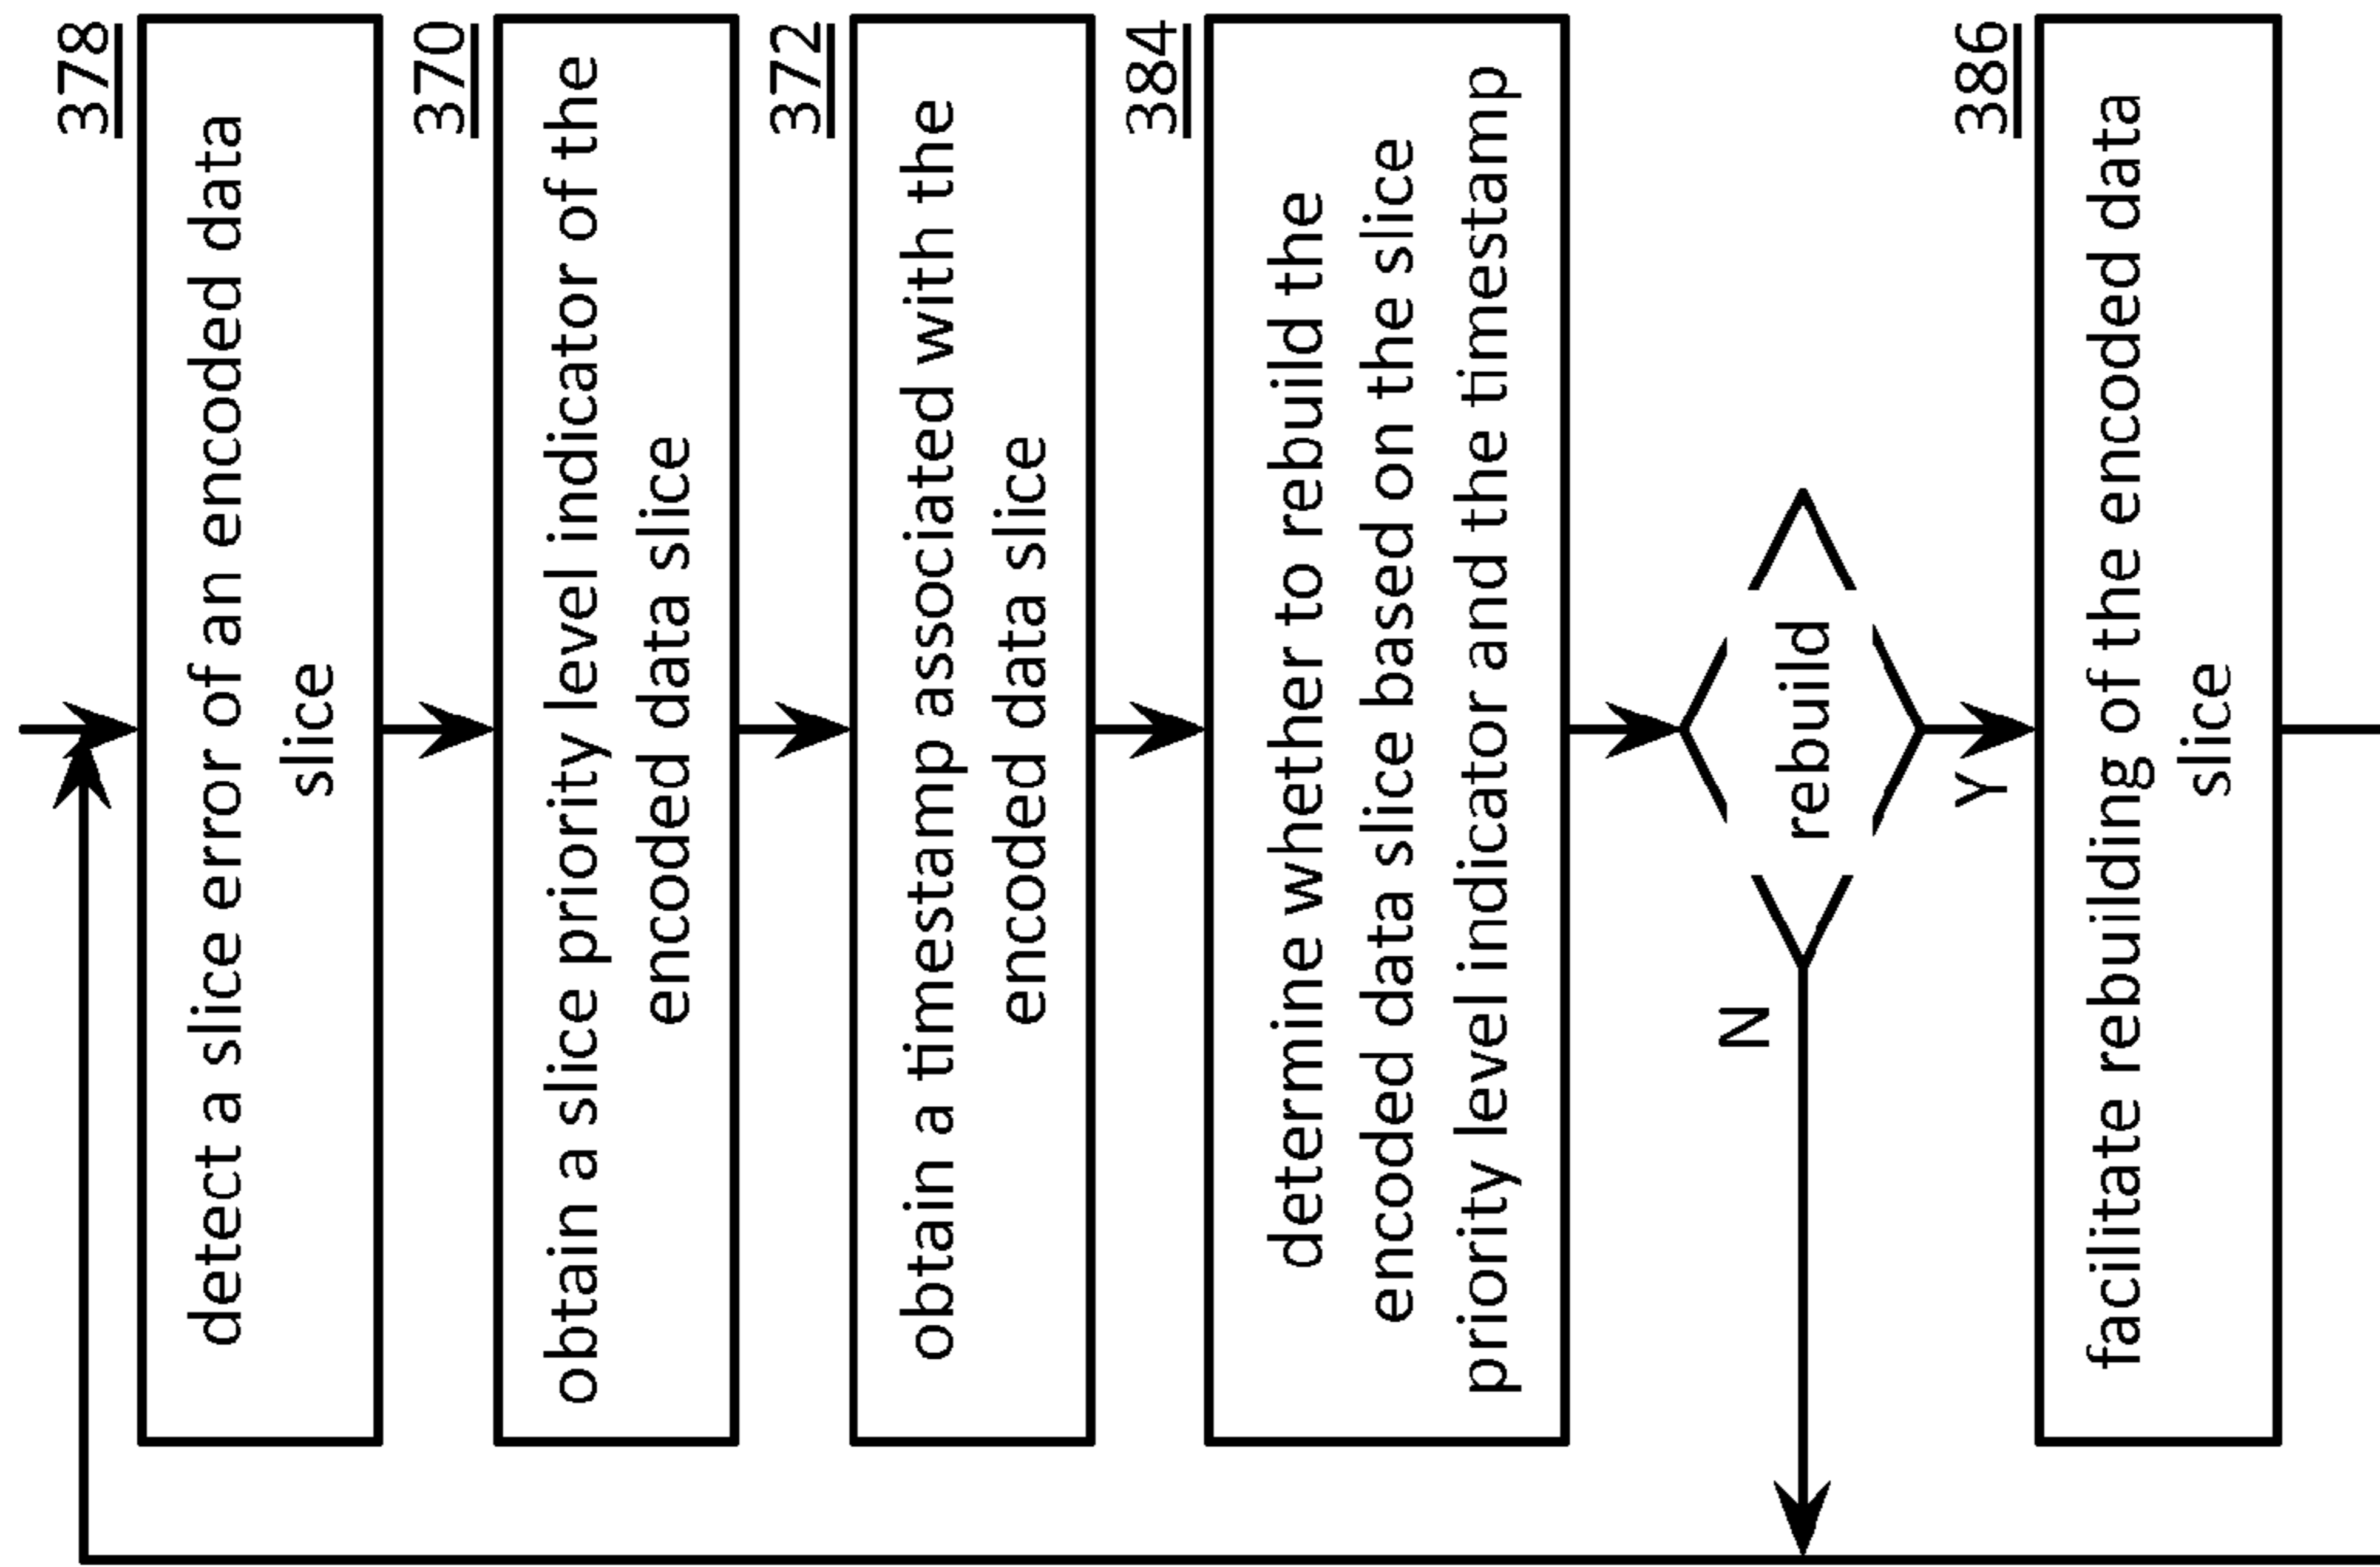 378
detect a slice error of an encoded data
slice
370
obtain a slice priority level indicator of the
encoded data slice
372
obtain a timestamp associated with the
encoded data slice
384
determine whether to rebuild the
encoded data slice based on the slice
priority level indicator and the timestamp
N
rebuild
Y
386
facilitate rebuilding of the encoded data
slice